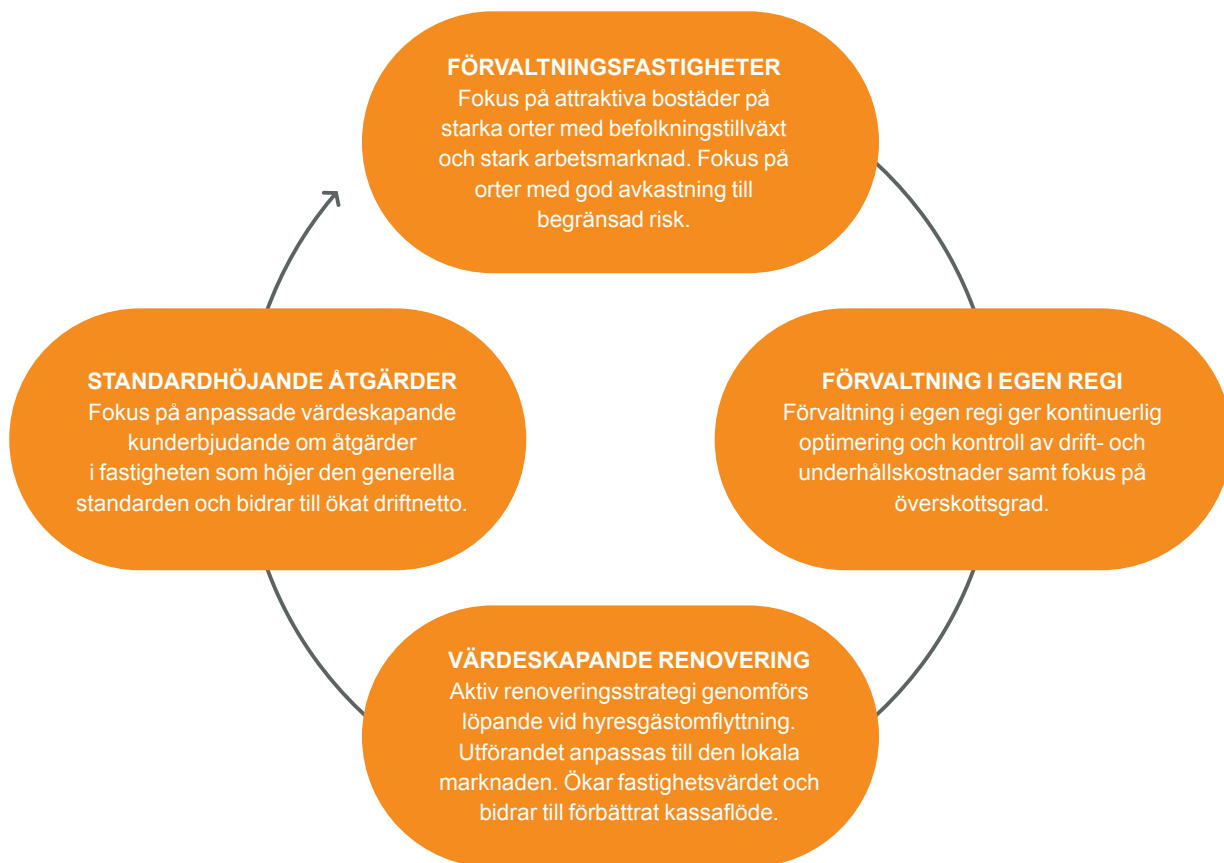 FÖRVALTNINGSFASTIGHETER
Fokus på attraktiva bostäder på
starka orter med befolkningstillväxt
och stark arbetsmarknad. Fokus på
orter med god avkastning till
begränsad risk.
STANDARDHÖJANDE ÅTGÄRDER
Fokus på anpassade värdeskapande
kunderbjudande om åtgärder
i fastigheten som höjer den generella
standarden och bidrar till ökat driftnetto.
FÖRVALTNING I EGEN REGI
Förvaltning i egen regi ger kontinuerlig
optimering och kontroll av drift- och
underhållskostnader samt fokus på
överskottsgrad.
VÄRDESKAPANDE RENOVERING
Aktiv renoveringsstrategi genomförs
löpande vid hyresgästomflyttning.
Utförandet anpassas till den lokala
marknaden. Ökar fastighetsvärdet och
bidrar till förbättrat kassaflöde.